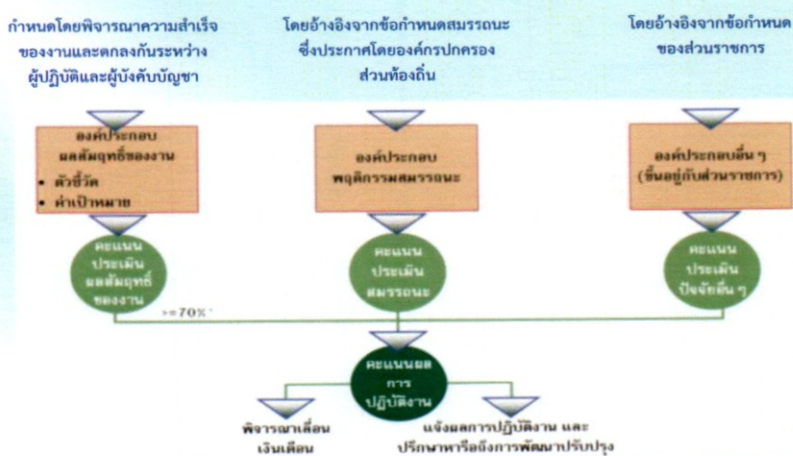 กำหนดโดยพิจารณาความสำเร็จ
ของงานและตกลงกันระหว่าง
ผู้ปฏิบัติและผู้บังคับบัญชา
โดยอ้างอิงจากข้อกำหนดสมรรถนะ
ซึ่งประกาศโดยองค์กรปกครอง
ส่วนท้องถิ่น
โดยอ้างอิงจากข้อกำหนด
ของส่วนราชการ
องค์ประกอบ
ผลสัมฤทธิ์ของงาน
• ตัวชี้วัด
• ค่าเป้าหมาย
องค์ประกอบ
พฤติกรรมสมรรถนะ
องค์ประกอบอื่น ๆ
(ขึ้นอยู่กับส่วนราชการ)
คะแนน
ประเมิน
ผลสัมฤทธิ์
ของงาน
คะแนน
ประเมิน
สมรรถนะ
คะแนน
ประเมิน
ปัจจัยอื่น ๆ
>=70%*
คะแนนผล
การ
ปฏิบัติงาน
พิจารณาเลื่อน
เงินเดือน
แจ้งผลการปฏิบัติงาน และ
ปรึกษาหารือถึงการพัฒนาปรับปรุง